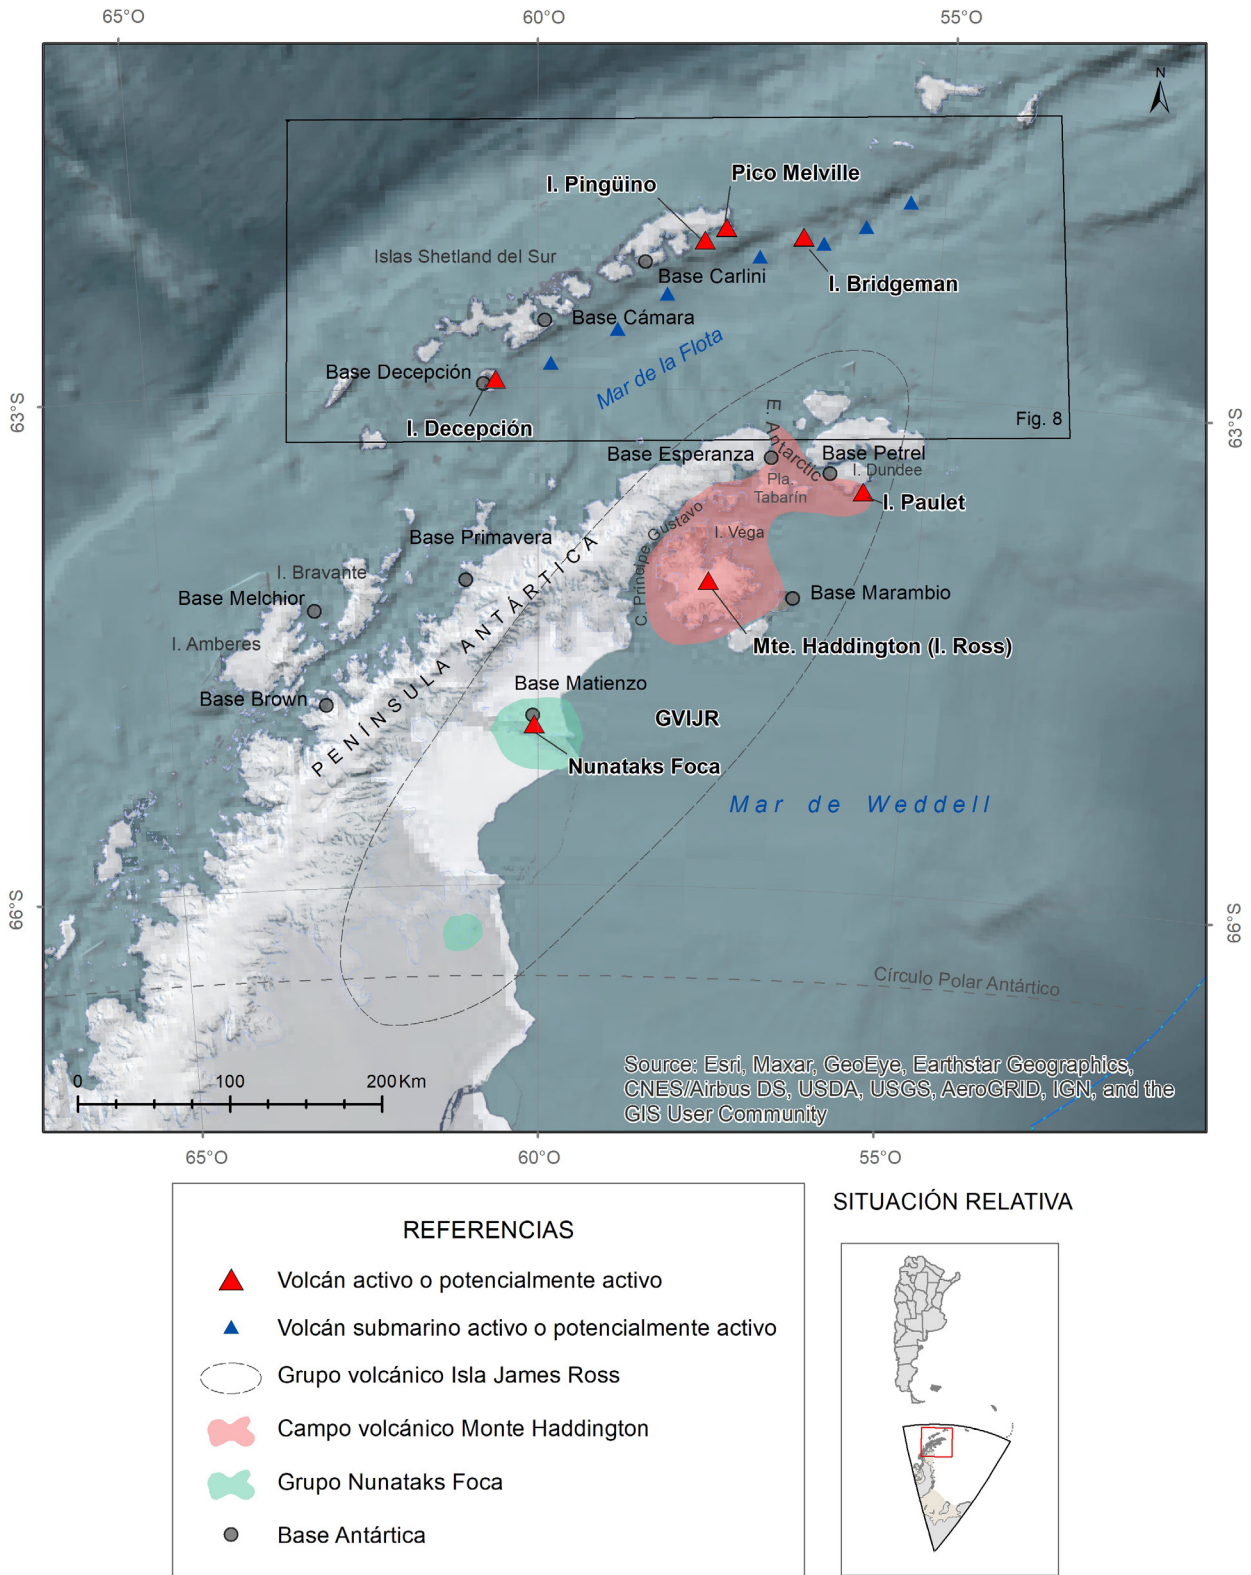 65°O
60°O
55°O
N
Pico Melville
I. Pingüino
Islas Shetland del Sur
Base Carlini
I. Bridgeman
Base Cámara
Mar de la Flota
Base Decepción
I. Decepción
63°S
63°S
Fig. 8
E. Antarctic
Base Esperanza
Base Petrel
I. Dundee
Pla
Tabarín
I. Paulet
C. Príncipe Gustavo
I. Vega
Base Primavera
I. Bravante
Base Melchior
Base Marambio
I. Amberes
Mte. Haddington (I. Ross)
PENÍNSULA ANTÁRTICA
Base Matienzo
Base Brown
GVIJR
Nunataks Foca
Mar de Weddell
66°S
66°S
Círculo Polar Antártico
0 100 200Km
Source: Esri, Maxar, GeoEye, Earthstar Geographics,
CNES/Airbus DS, USDA, USGS, AeroGRID, IGN, and the
GIS User Community
65°O
60°O
55°O
REFERENCIAS
Volcán activo o potencialmente activo
Volcán submarino activo o potencialmente activo
Grupo volcánico Isla James Ross
Campo volcánico Monte Haddington
Grupo Nunataks Foca
Base Antártica
SITUACIÓN RELATIVA